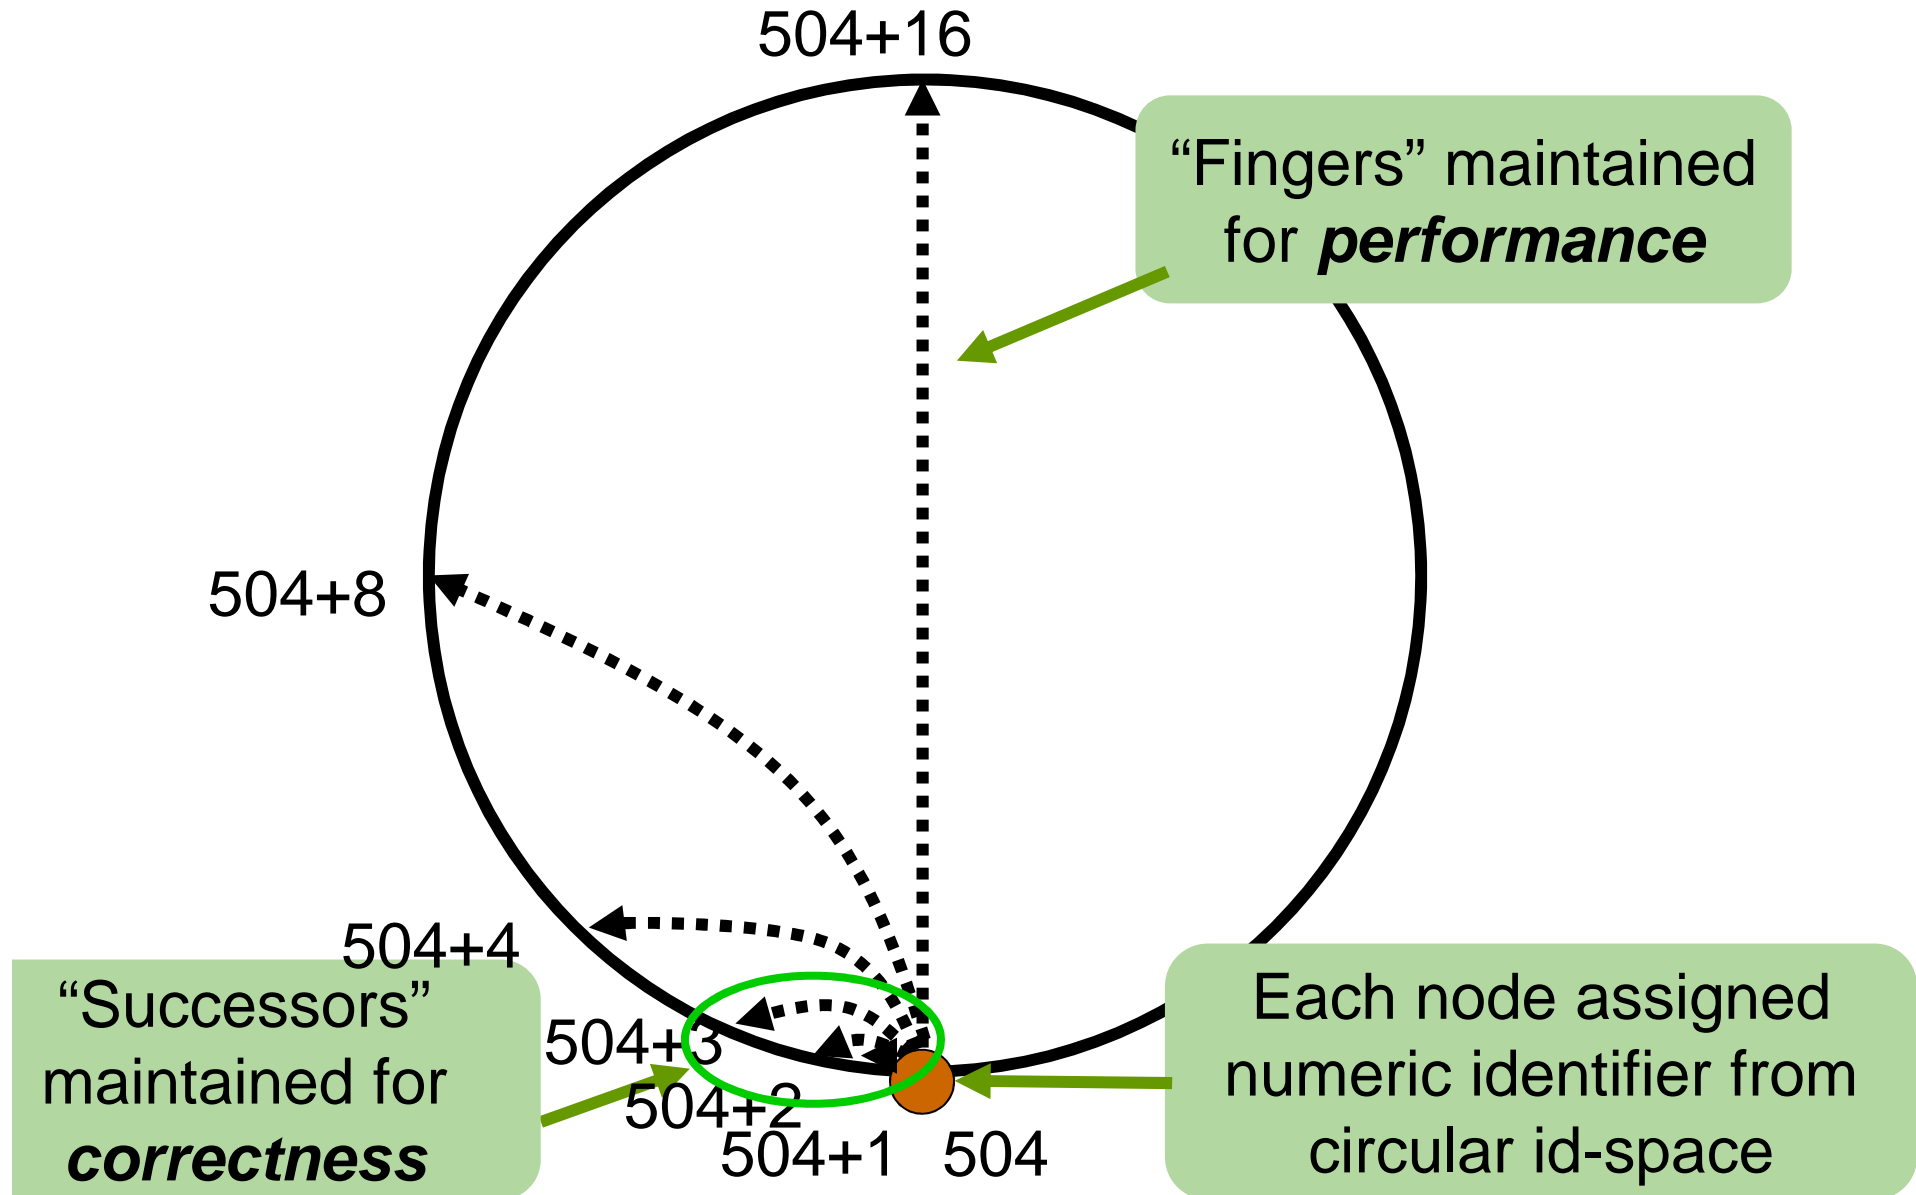 504+16
“Fingers” maintained
for performance
504+8
504+4
“Successors”
maintained for
correctness
504+3
504+2
504+1
504
Each node assigned
numeric identifier from
circular id-space